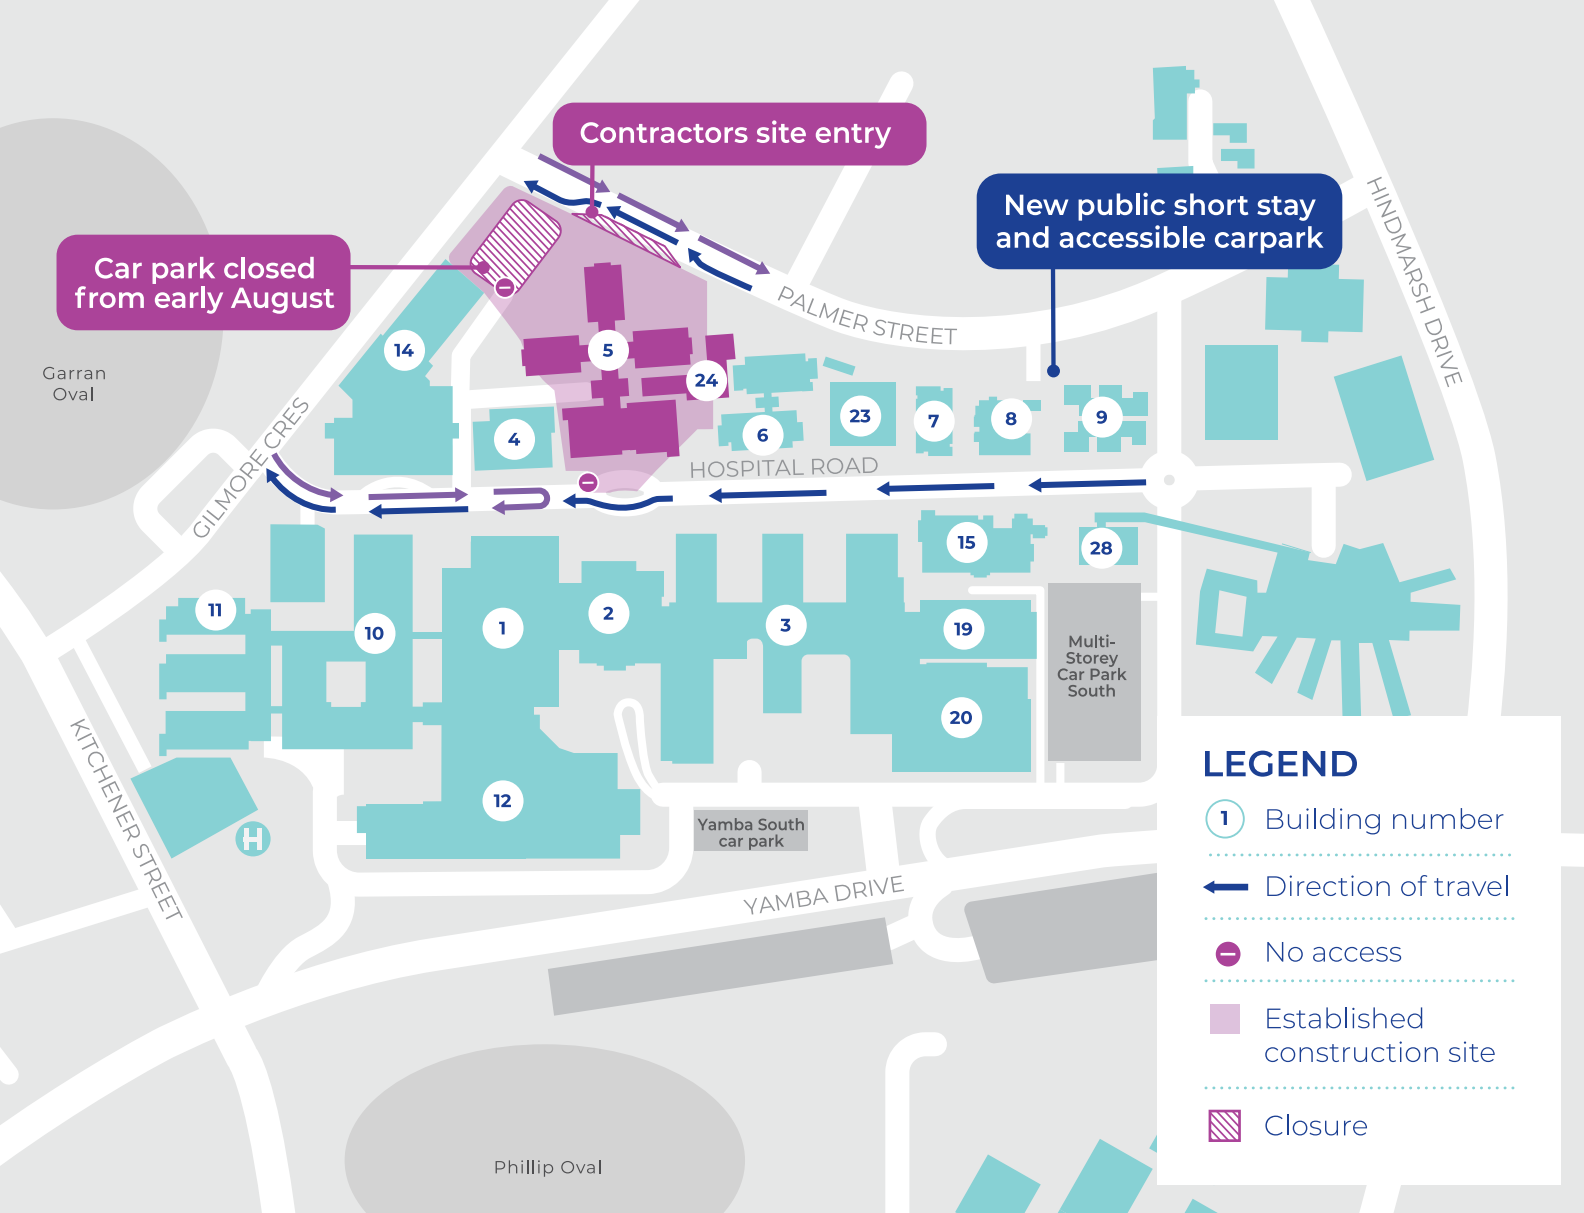 Contractors site entry
New public short stay
and accessible carpark
Car park closed
from early August
HINDMARSH DRIVE
PALMER STREET
Garran
Oval
14
5
24
4
6
23
7
8
9
GILMORE CRES
HOSPITAL ROAD
15
28
11
10
1
2
3
19
20
Multi-
Storey
Car Park
South
12
KITCHENER STREET
H
Yamba South
car park
YAMBA DRIVE
Phillip Oval
LEGEND
1 Building number
Direction of travel
No access
Established
construction site
Closure